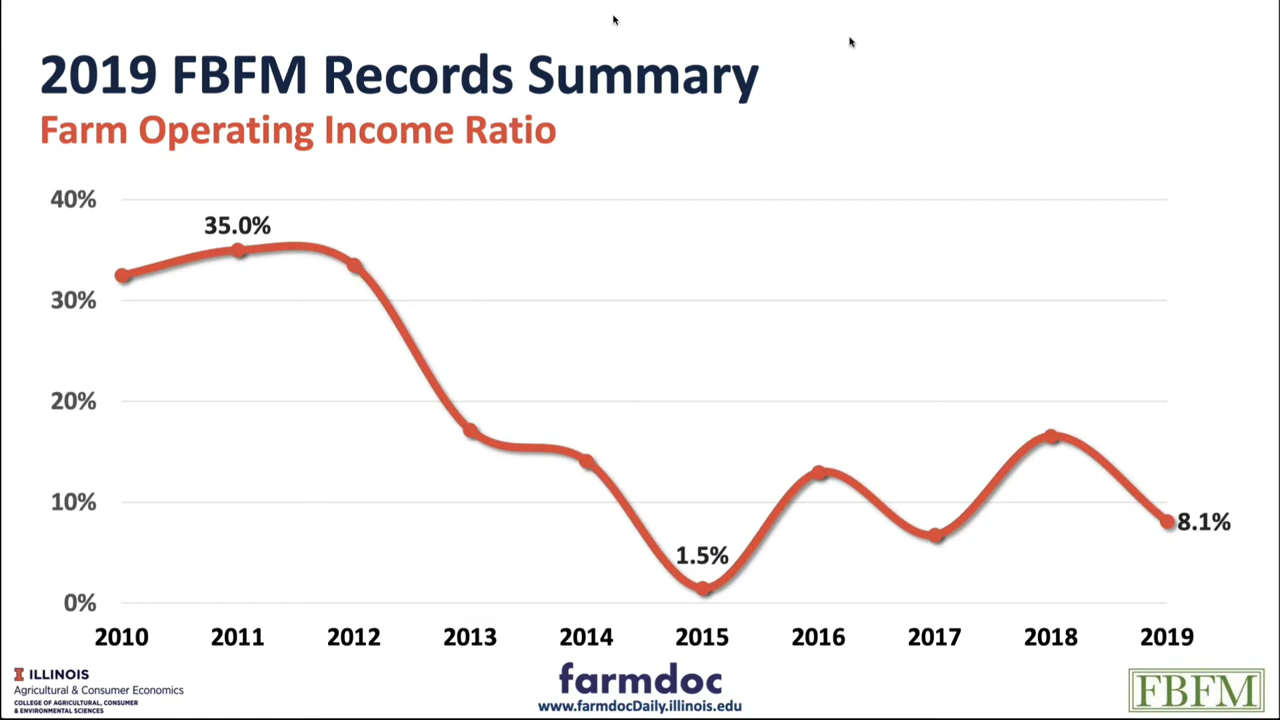 2019 FBFM Records Summary
Farm Operating Income Ratio
40%
35.0%
30%
20%
10%
8.1%
1.5%
0%
2010 2011 2012 2013 2014 2015 2016 2017 2018 2019
I ILLINOIS
Agricultural & Consumer Economics
COLLEGE OF AGRICULTURAL, CONSUMER
& ENVIRONMENTAL SCIENCES
farmdoc
www.farmdocDaily.illinois.edu
FBFM